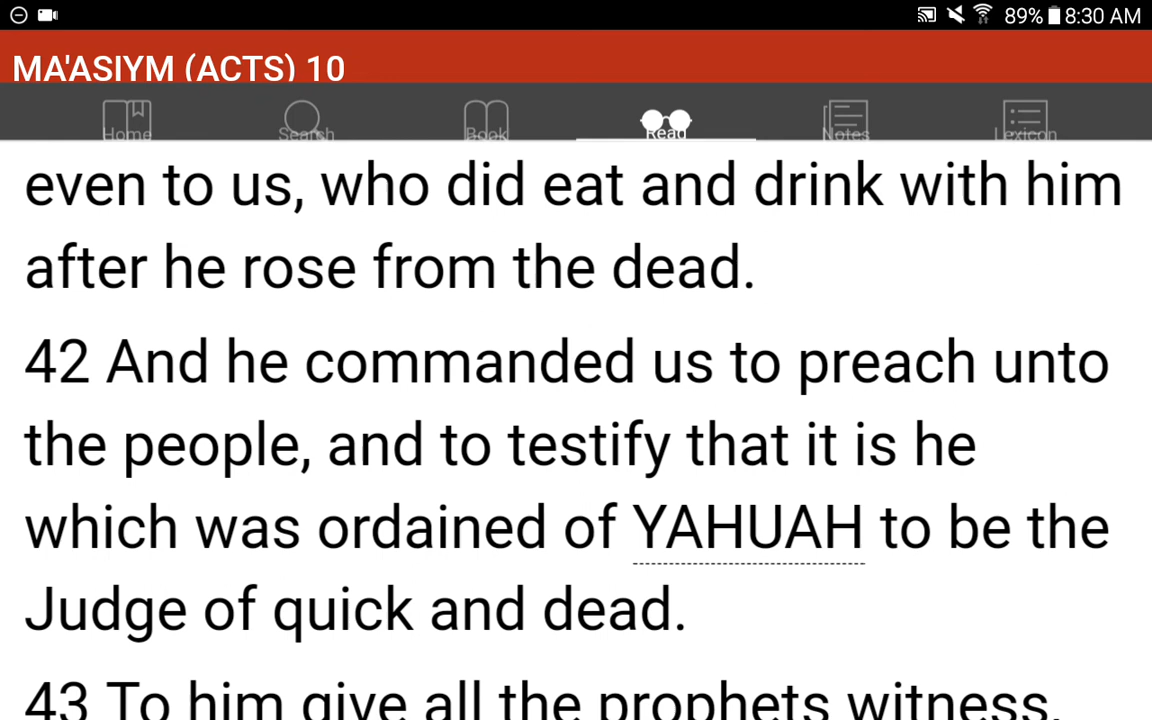 89% 8:30 AM
MA'ASIYM (ACTS) 10
Home Search Book Read Notes Lexicon
even to us, who did eat and drink with him
after he rose from the dead.
42 And he commanded us to preach unto
the people, and to testify that it is he
which was ordained of YAHUAH to be the
Judge of quick and dead.
43 To him give all the prophets witness,